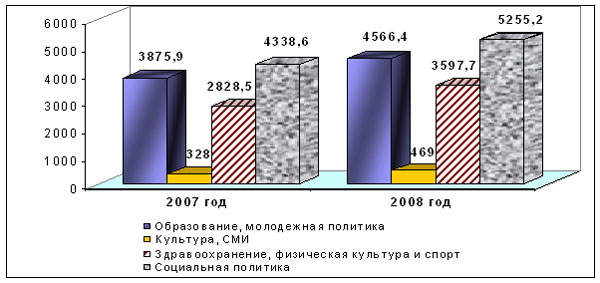 6000
5000
4000
3000
2000
1000
0
3875,9
328
2828,5
4338,6
4566,4
469
3597,7
5255,2
2007 год
2008 год
Образование, молодежная политика
Культура, СМИ
Здравоохранение, физическая культура и спорт
Социальная политика